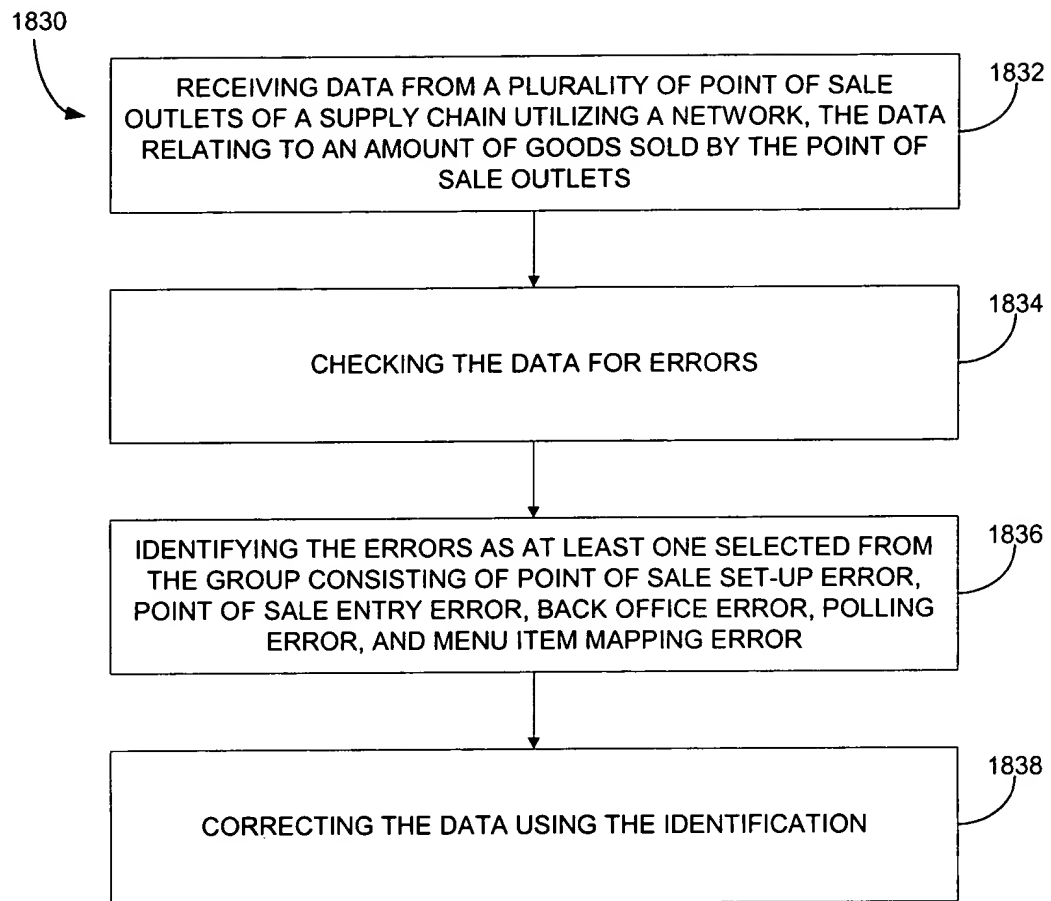 1830
1832
RECEIVING DATA FROM A PLURALITY OF POINT OF SALE
OUTLETS OF A SUPPLY CHAIN UTILIZING A NETWORK, THE DATA
RELATING TO AN AMOUNT OF GOODS SOLD BY THE POINT OF
SALE OUTLETS
1834
CHECKING THE DATA FOR ERRORS
1836
IDENTIFYING THE ERRORS AS AT LEAST ONE SELECTED FROM
THE GROUP CONSISTING OF POINT OF SALE SET-UP ERROR,
POINT OF SALE ENTRY ERROR, BACK OFFICE ERROR, POLLING
ERROR, AND MENU ITEM MAPPING ERROR
1838
CORRECTING THE DATA USING THE IDENTIFICATION